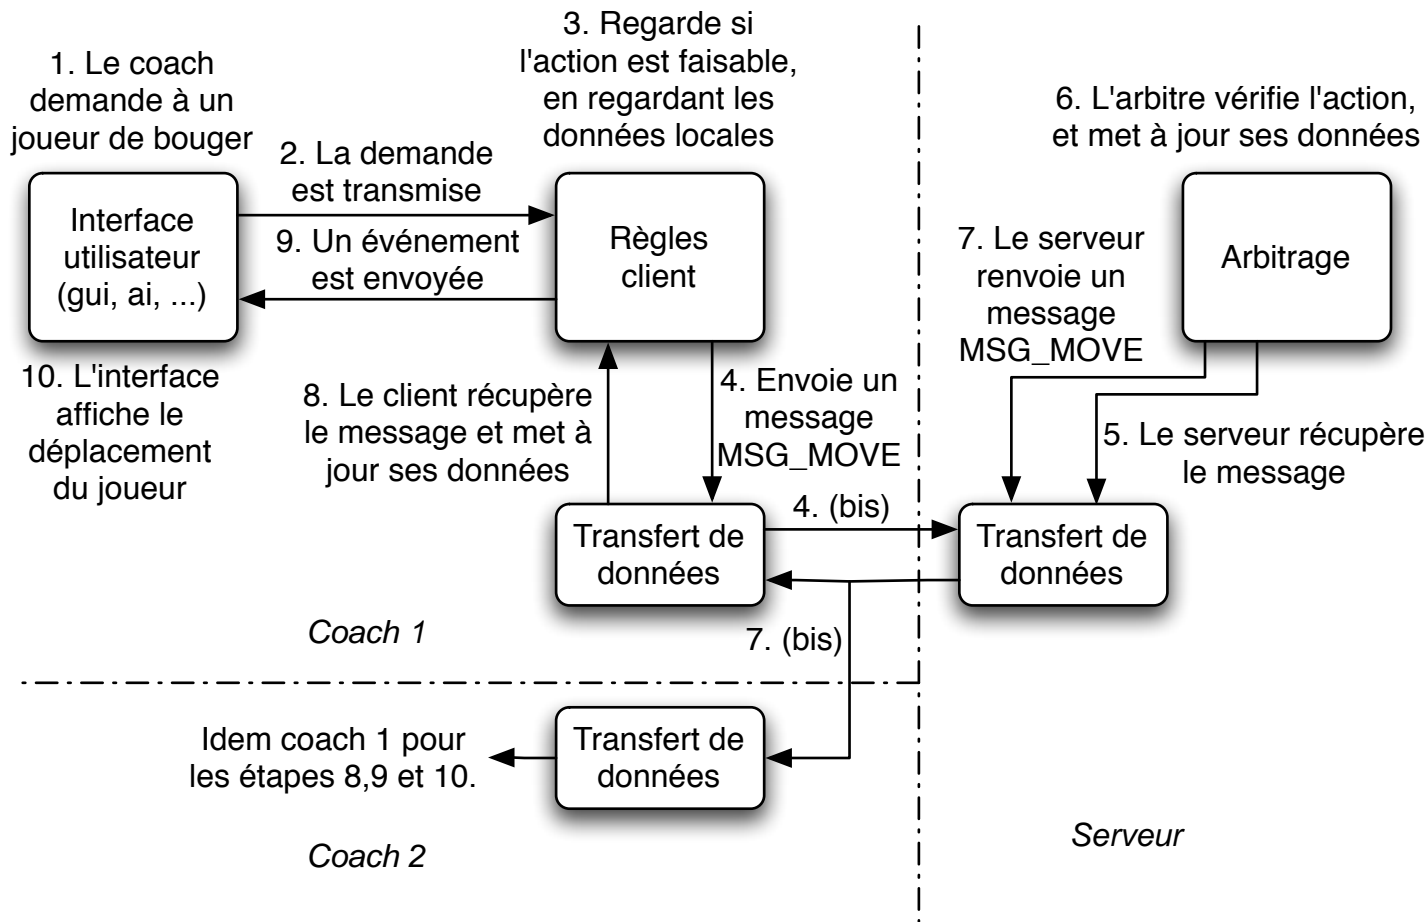 1. Le coach
demande à un
joueur de bouger
2. La demande
est transmise
3. Regarde si
l'action est faisable,
en regardant les
données locales
6. L'arbitre vérifie l'action,
et met à jour ses données
Interface
utilisateur
(gui, ai, ...)
9. Un événement
est envoyée
Règles
client
7. Le serveur
renvoie un
message
MSG_MOVE
Arbitrage
10. L'interface
affiche le
déplacement
du joueur
8. Le client récupère
le message et met à
jour ses données
4. Envoie un
message
MSG_MOVE
5. Le serveur récupère
le message
Transfert de
données
4. (bis)
Transfert de
données
7. (bis)
Coach 1
Idem coach 1 pour
les étapes 8,9 et 10.
Transfert de
données
Coach 2
Serveur